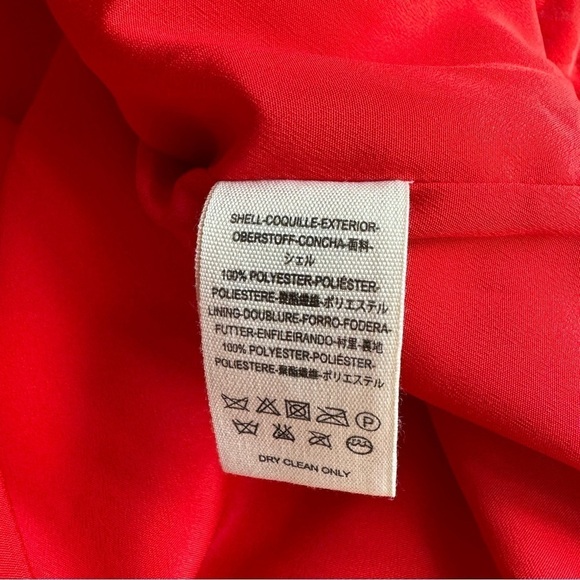 SHELL-COQUILLE-EXTERIOR-
OBERSTOFF-CONCHA-面料-
シェル
100% POLYESTER-POLIÉSTER-
POLIESTERE-聚酯纖維-ポリエステル
LINING-DOUBLURE-FORRO-FODERA-
FUTTER-ENFILEIRANDO-村里-裏地
100% POLYESTER-POLIÉSTER-
POLIESTERE-聚酯纖維-ポリエステル
P
DRY CLEAN ONLY